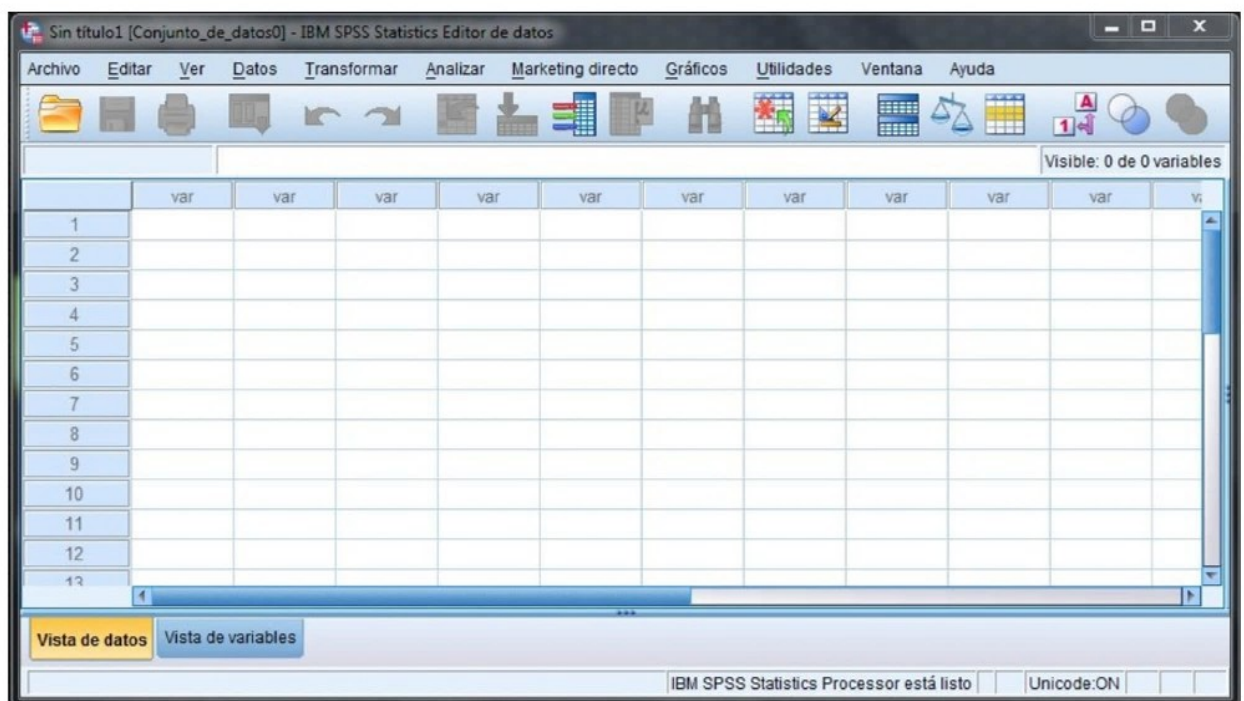 Sin título1 [Conjunto_de_datos0] - IBM SPSS Statistics Editor de datos
Archivo Editar Ver Datos Transformar Analizar Marketing directo Gráficos Utilidades Ventana Ayuda
Visible: 0 de 0 variables
var var var var var var var var var var
1
2
3
4
5
6
7
8
9
10
11
12
13
Vista de datos Vista de variables
IBM SPSS Statistics Processor está listo Unicode:ON